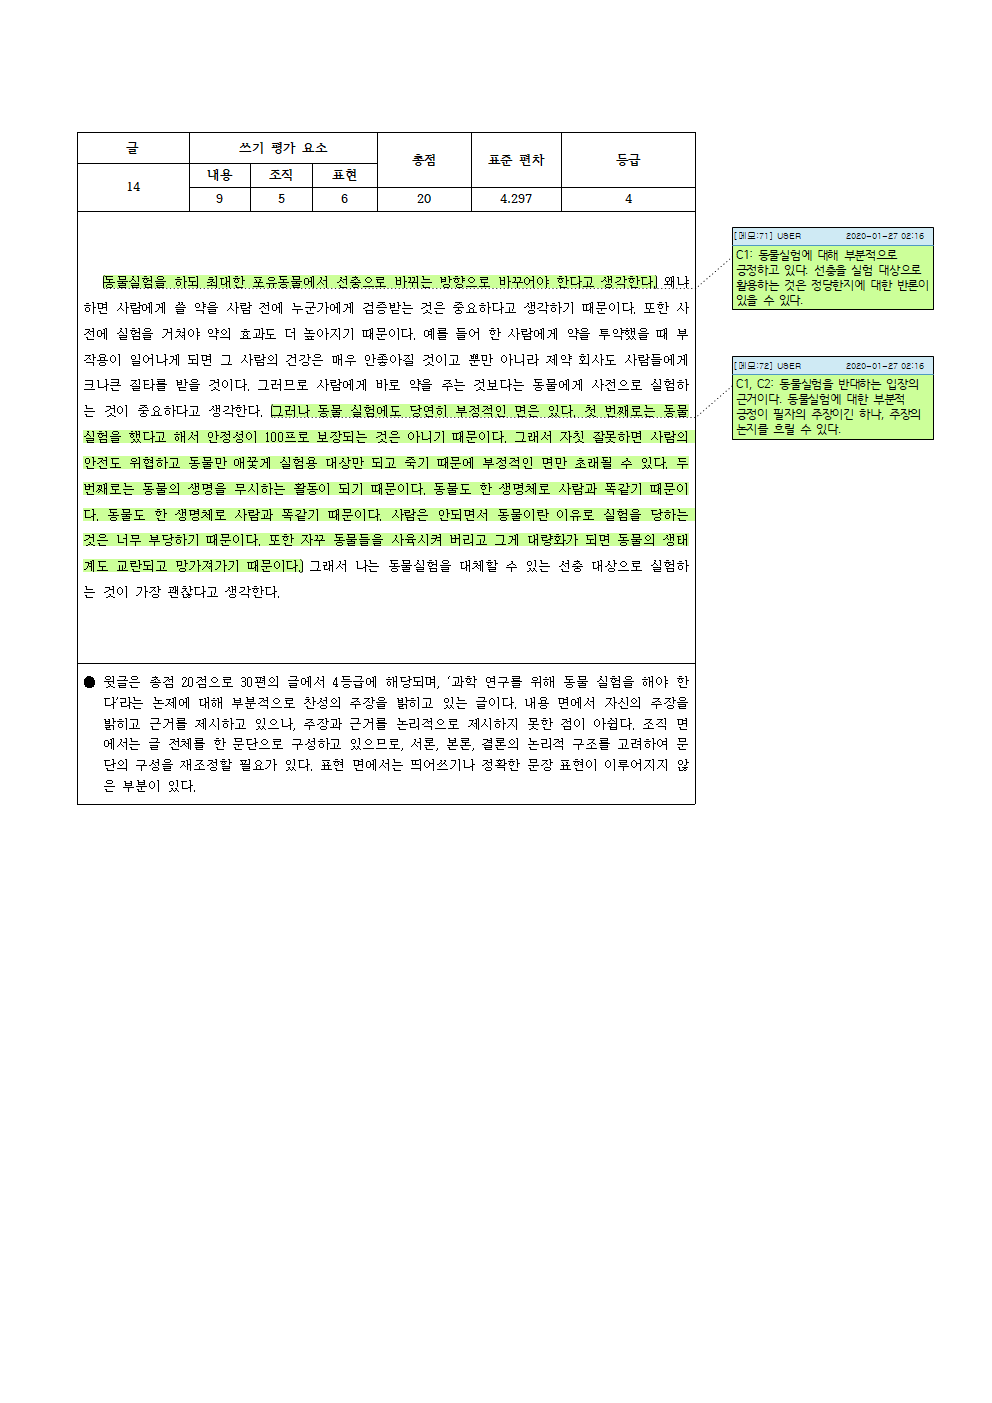 글
쓰기 평가 요소
총점
표준 편차
등급
14
내용
조직
표현
9
5
6
20
4.297
4
동물실험을 하되 최대한 포유동물에서 선충으로 바꾸는 방향으로 바꾸어야 한다고 생각한다. 왜냐
하면 사람에게 쓸 약을 사람 전에 누군가에게 검증받는 것은 중요하다고 생각하기 때문이다. 또한 사
전에 실험을 거쳐야 약의 효과도 더 높아지기 때문이다. 예를 들어 한 사람에게 약을 투약했을 때 부
작용이 일어나게 되면 그 사람의 건강은 매우 안좋아질 것이고 뿐만 아니라 제약 회사도 사람들에게
크나큰 질타를 받을 것이다. 그러므로 사람에게 바로 약을 주는 것보다는 동물에게 사전으로 실험하
는 것이 중요하다고 생각한다. 그러나 동물 실험에도 당연히 부정적인 면은 있다. 첫 번째로는 동물
실험을 했다고 해서 안정성이 100프로 보장되는 것은 아니기 때문이다. 그래서 자칫 잘못하면 사람의
안전도 위협하고 동물만 애꿎게 실험용 대상만 되고 죽기 때문에 부정적인 면만 초래될 수 있다. 두
번째로는 동물의 생명을 무시하는 활동이 되기 때문이다. 동물도 한 생명체로 사람과 똑같기 때문이
다. 동물도 한 생명체로 사람과 똑같기 때문이다. 사람은 안되면서 동물이란 이유로 실험을 당하는
것은 너무 부당하기 때문이다. 또한 자꾸 동물들을 사육시켜 버리고 그게 대량화가 되면 동물의 생태
계도 교란되고 망가져가기 때문이다. 그래서 나는 동물실험을 대체할 수 있는 선충 대상으로 실험하
는 것이 가장 괜찮다고 생각한다.
● 윗글은 총점 20점으로 30편의 글에서 4등급에 해당되며, '과학 연구를 위해 동물 실험을 해야 한
다'라는 논제에 대해 부분적으로 찬성의 주장을 밝히고 있는 글이다. 내용 면에서 자신의 주장을
밝히고 근거를 제시하고 있으나, 주장과 근거를 논리적으로 제시하지 못한 점이 아쉽다. 조직 면
에서는 글 전체를 한 문단으로 구성하고 있으므로, 서론, 본론, 결론의 논리적 구조를 고려하여 문
단의 구성을 재조정할 필요가 있다. 표현 면에서는 띄어쓰기나 정확한 문장 표현이 이루어지지 않
은 부분이 있다.
[메모:71] USER 2020-01-27 02:16
C1: 동물실험에 대해 부분적으로
긍정하고 있다. 선충을 실험 대상으로
활용하는 것은 정당한지에 대한 반론이
있을 수 있다.
[메모:72] USER 2020-01-27 02:16
C1, C2: 동물실험을 반대하는 입장의
근거이다. 동물실험에 대한 부분적
긍정이 필자의 주장이긴 하나, 주장의
논지를 흐릴 수 있다.